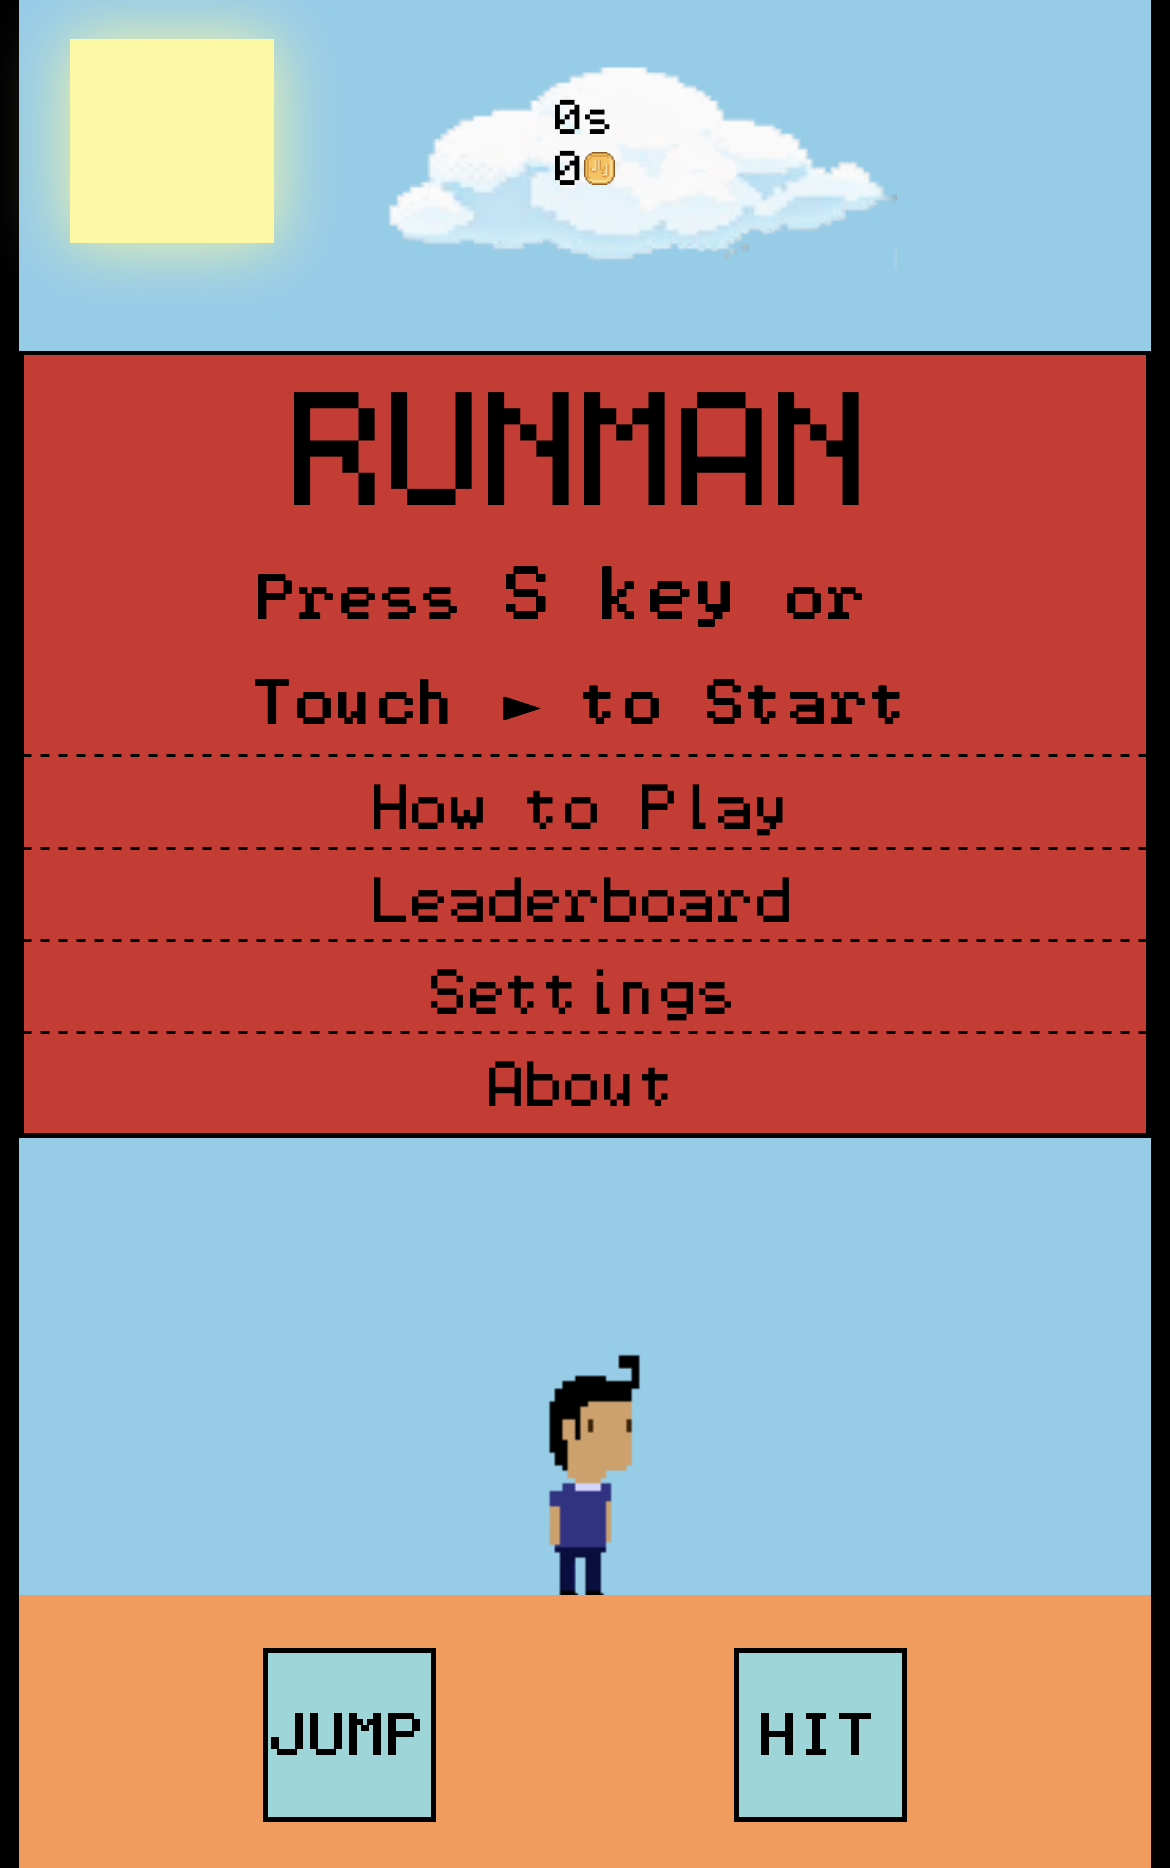 0s
0
RUNMAN
Press S key or
Touch ► to Start
How to Play
Leaderboard
Settings
About
JUMP
HIT